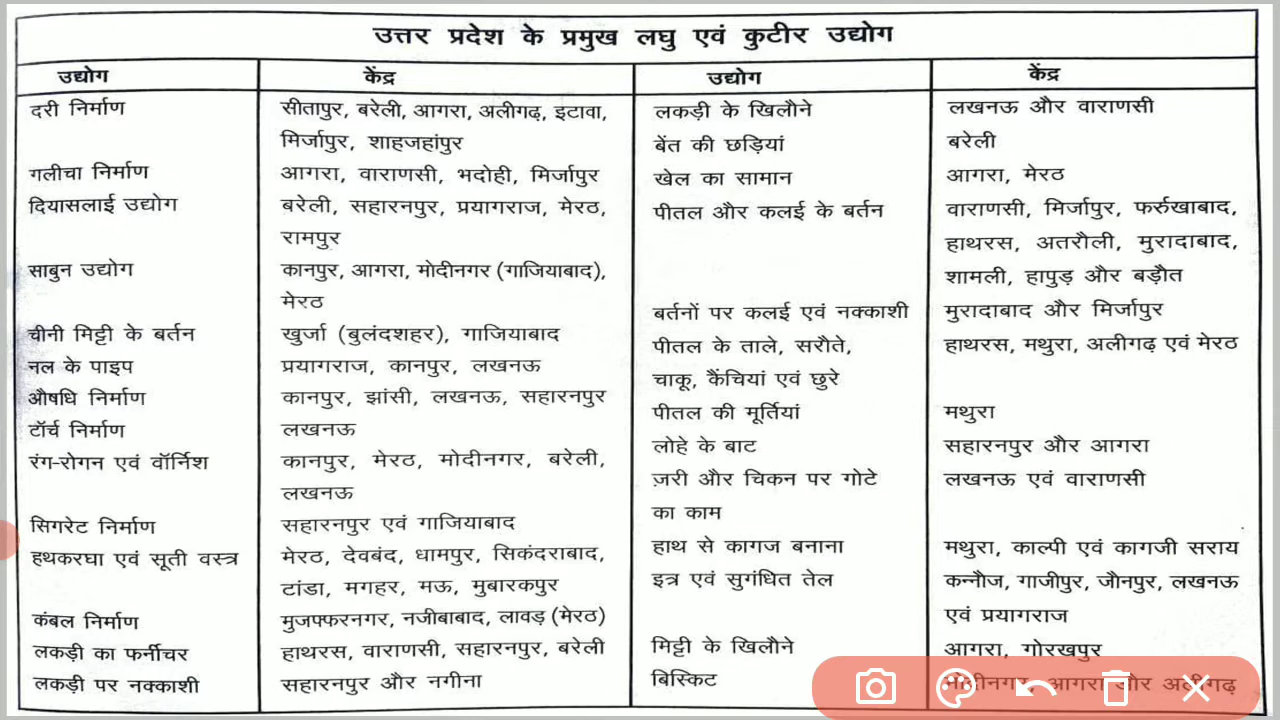 उत्तर प्रदेश के प्रमुख लघु एवं कुटीर उद्योग
उद्योग केंद्र
दरी निर्माण सीतापुर, बरेली, आगरा, अलीगढ़, इटावा,
मिर्जापुर, शाहजहांपुर
गलीचा निर्माण आगरा, वाराणसी, भदोही, मिर्जापुर
दियासलाई उद्योग बरेली, सहारनपुर, प्रयागराज, मेरठ,
रामपुर
साबुन उद्योग कानपुर, आगरा, मोदीनगर (गाजियाबाद),
मेरठ
चीनी मिट्टी के बर्तन खुर्जा (बुलंदशहर), गाजियाबाद
नल के पाइप प्रयागराज, कानपुर, लखनऊ
औषधि निर्माण कानपुर, झांसी, लखनऊ, सहारनपुर
टॉर्च निर्माण लखनऊ
रंग-रोगन एवं वॉर्निश कानपुर, मेरठ, मोदीनगर, बरेली,
लखनऊ
सिगरेट निर्माण सहारनपुर एवं गाजियाबाद
हथकरघा एवं सूती वस्त्र मेरठ, देवबंद, धामपुर, सिकंदराबाद,
टांडा, मगहर, मऊ, मुबारकपुर
कंबल निर्माण मुजफ्फरनगर, नजीबाबाद, लावड़ (मेरठ)
लकड़ी का फर्नीचर हाथरस, वाराणसी, सहारनपुर, बरेली
लकड़ी पर नक्काशी सहारनपुर और नगीना
उद्योग केंद्र
लकड़ी के खिलौने लखनऊ और वाराणसी
बेंत की छड़ियां बरेली
खेल का सामान आगरा, मेरठ
पीतल और कलई के बर्तन वाराणसी, मिर्जापुर, फर्रुखाबाद,
हाथरस, अतरौली, मुरादाबाद,
शामली, हापुड़ और बड़ौत
बर्तनों पर कलई एवं नक्काशी मुरादाबाद और मिर्जापुर
पीतल के ताले, सरौते, हाथरस, मथुरा, अलीगढ़ एवं मेरठ
चाकू, कैंचियां एवं छुरे
पीतल की मूर्तियां मथुरा
लोहे के बाट सहारनपुर और आगरा
ज़री और चिकन पर गोटे लखनऊ एवं वाराणसी
का काम
हाथ से कागज बनाना मथुरा, काल्पी एवं कागजी सराय
इत्र एवं सुगंधित तेल कन्नौज, गाजीपुर, जौनपुर, लखनऊ
एवं प्रयागराज
मिट्टी के खिलौने आगरा, गोरखपुर
बिस्किट मोदीनगर, आगरा और अलीगढ़